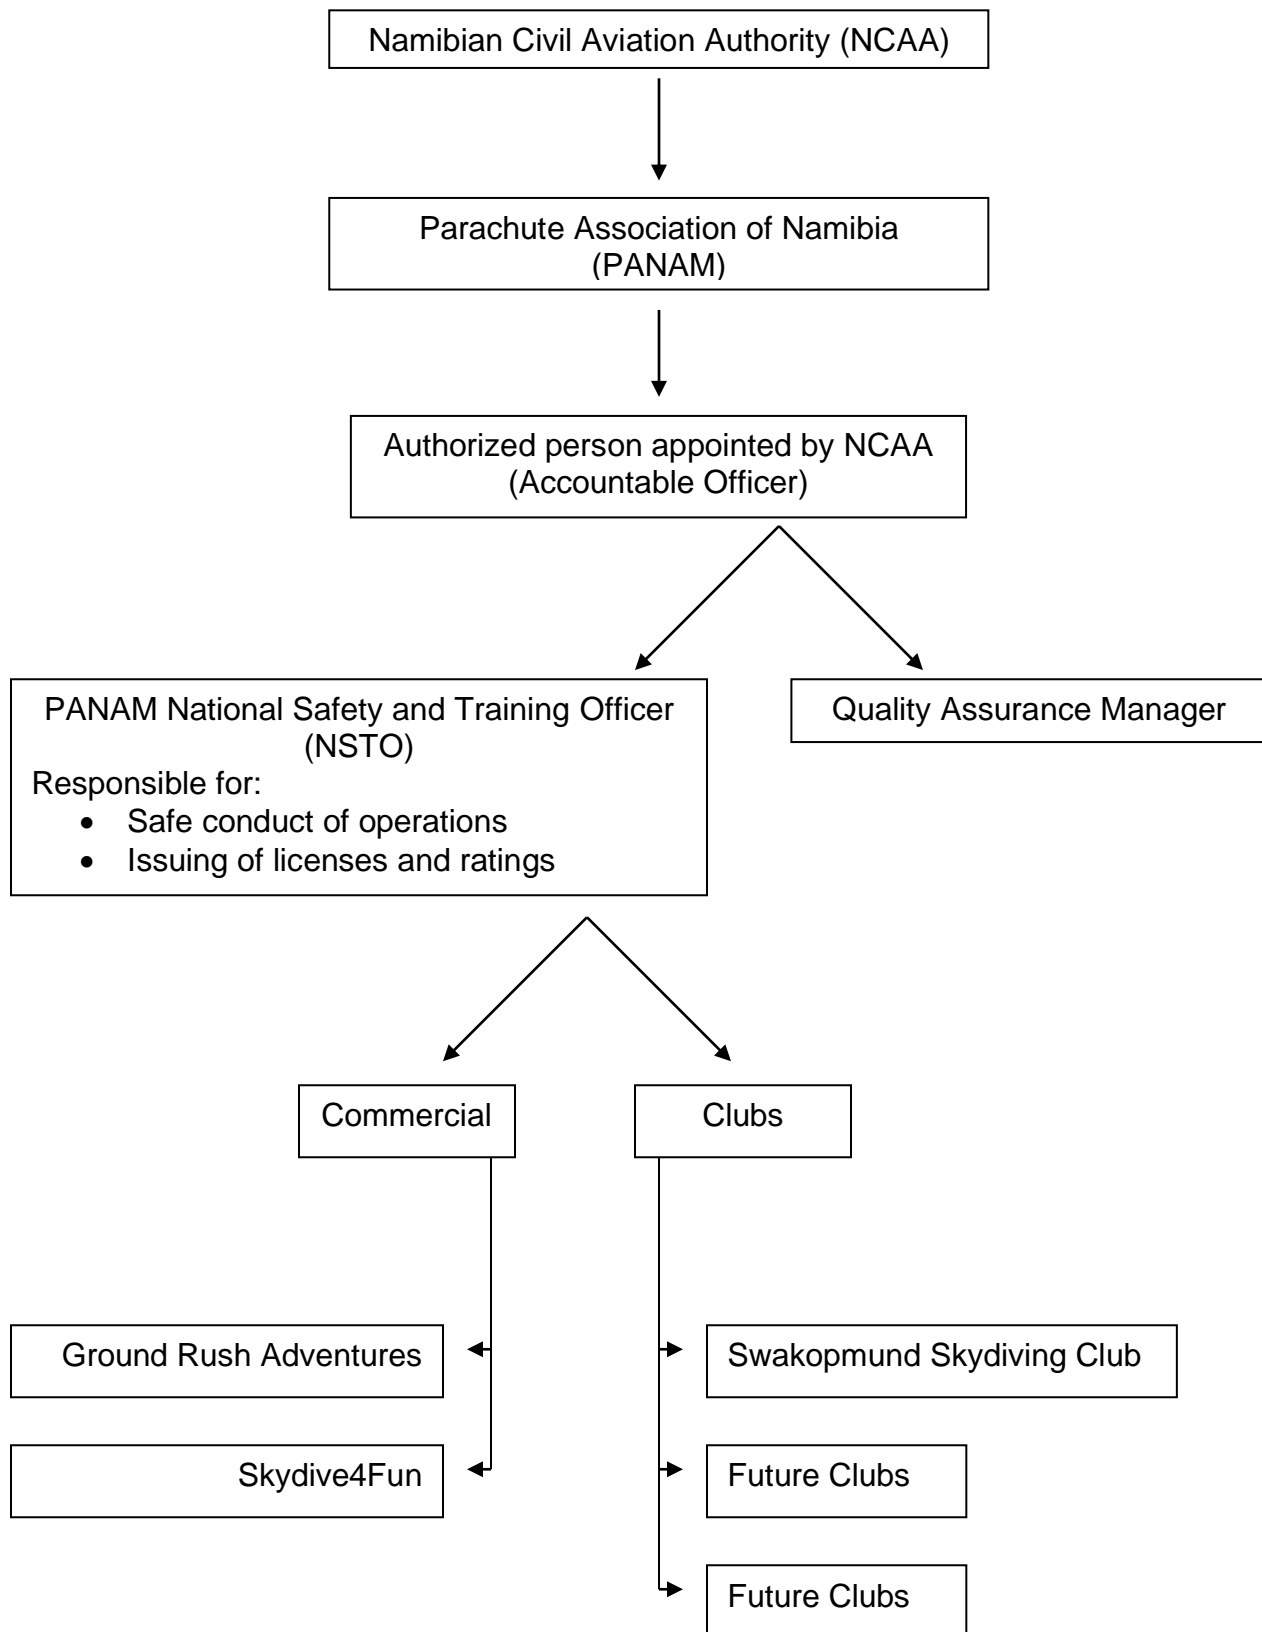 Namibian Civil Aviation Authority (NCAA)
Parachute Association of Namibia
(PANAM)
Authorized person appointed by NCAA
(Accountable Officer)
PANAM National Safety and Training Officer
(NSTO)
Responsible for:
• Safe conduct of operations
• Issuing of licenses and ratings
Quality Assurance Manager
Commercial
Clubs
Ground Rush Adventures
Swakopmund Skydiving Club
Skydive4Fun
Future Clubs
Future Clubs